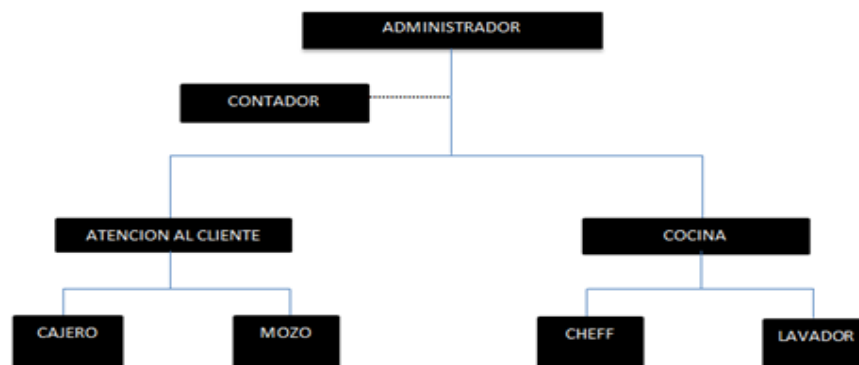 ADMINISTRADOR
CONTADOR
ATENCION AL CLIENTE
COCINA
CAJERO
MOZO
CHEFF
LAVADOR